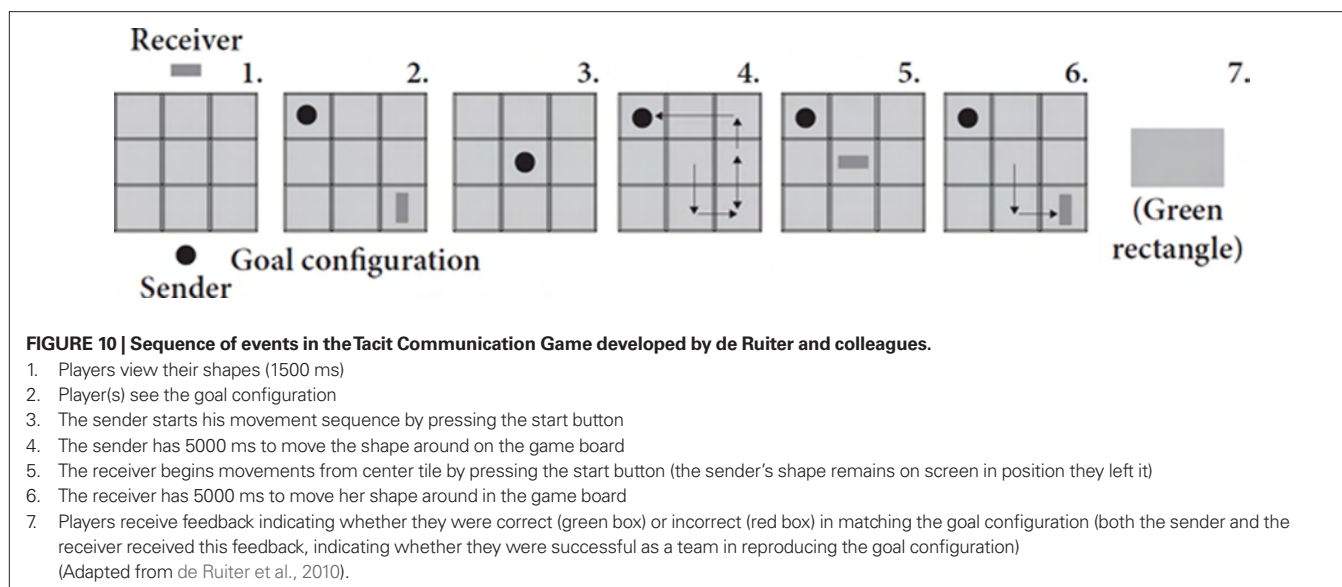 Receiver
1. 2. 3. 4. 5. 6. 7.
(Green
rectangle)
Goal configuration
Sender
FIGURE 10 | Sequence of events in the Tacit Communication Game developed by de Ruiter and colleagues.
1. Players view their shapes (1500 ms)
2. Player(s) see the goal configuration
3. The sender starts his movement sequence by pressing the start button
4. The sender has 5000 ms to move the shape around on the game board
5. The receiver begins movements from center tile by pressing the start button (the sender's shape remains on screen in position they left it)
6. The receiver has 5000 ms to move her shape around in the game board
7. Players receive feedback indicating whether they were correct (green box) or incorrect (red box) in matching the goal configuration (both the sender and the
receiver received this feedback, indicating whether they were successful as a team in reproducing the goal configuration)
(Adapted from de Ruiter et al., 2010).